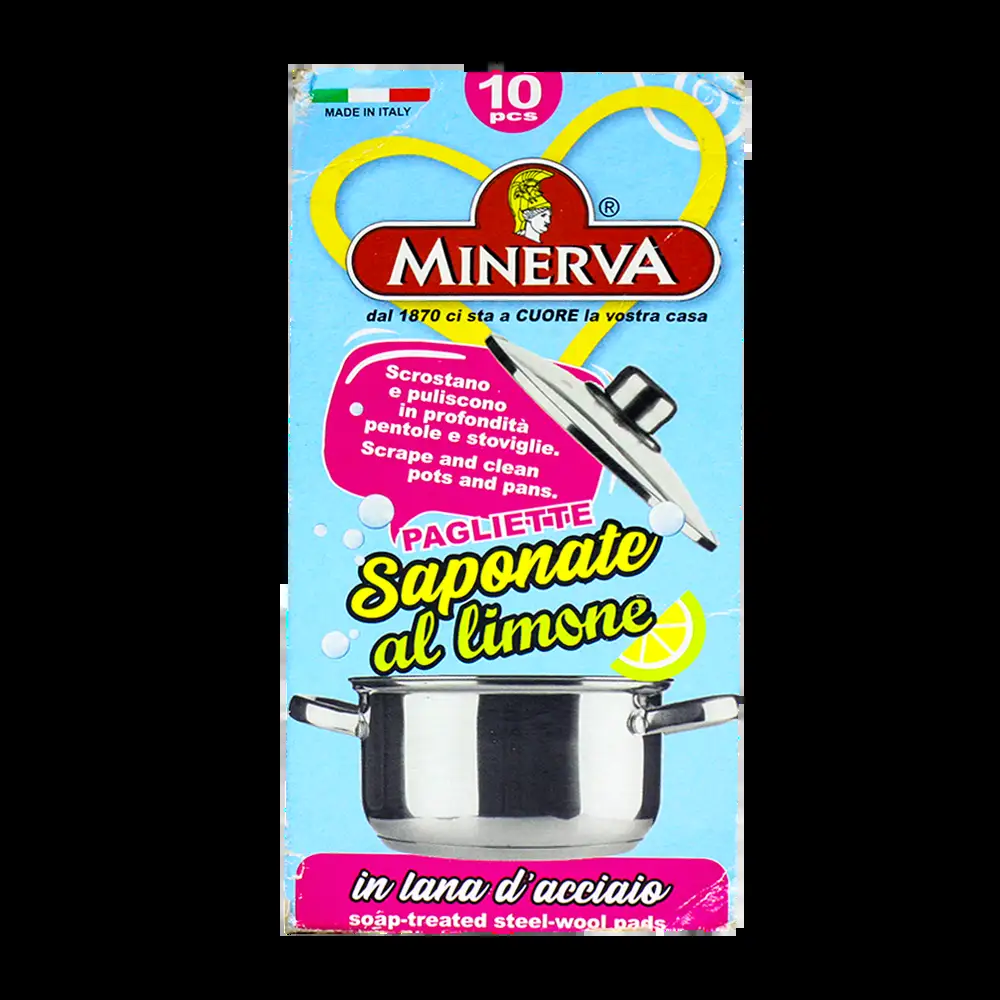 10
pcs
MADE IN ITALY
®
MINERVA
dal 1870 ci sta a CUORE la vostra casa
Scrostano
e puliscono
in profondità
pentole e stoviglie.
Scrape and clean
pots and pans.
PAGLIETTE
Saponate
al limone
in lana d'acciaio
soap-treated steel-wool pads